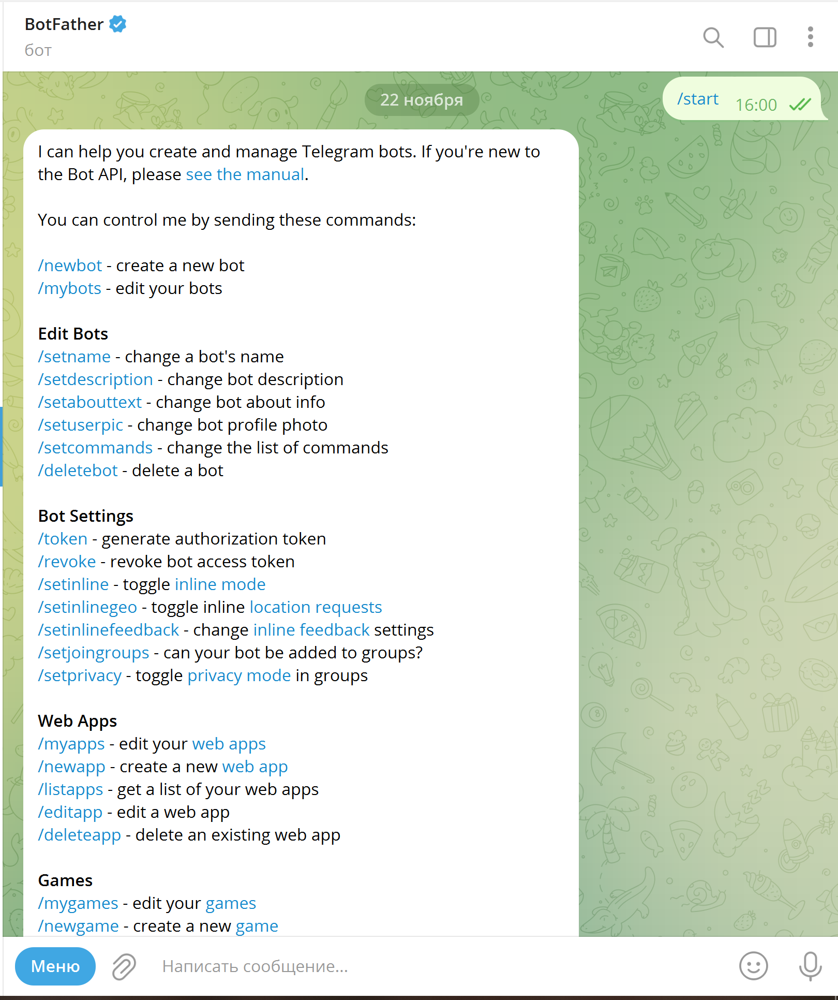 BotFather
бот
22 ноября
/start 16:00
I can help you create and manage Telegram bots. If you're new to
the Bot API, please see the manual.
You can control me by sending these commands:
/newbot - create a new bot
/mybots - edit your bots
Edit Bots
/setname - change a bot's name
/setdescription - change bot description
/setabouttext - change bot about info
/setuserpic - change bot profile photo
/setcommands - change the list of commands
/deletebot - delete a bot
Bot Settings
/token - generate authorization token
/revoke - revoke bot access token
/setinline - toggle inline mode
/setinlinegeo - toggle inline location requests
/setinlinefeedback - change inline feedback settings
/setjoingroups - can your bot be added to groups?
/setprivacy - toggle privacy mode in groups
Web Apps
/myapps - edit your web apps
/newapp - create a new web app
/listapps - get a list of your web apps
/editapp - edit a web app
/deleteapp - delete an existing web app
Games
/mygames - edit your games
/newgame - create a new game
Меню
Написать сообщение...